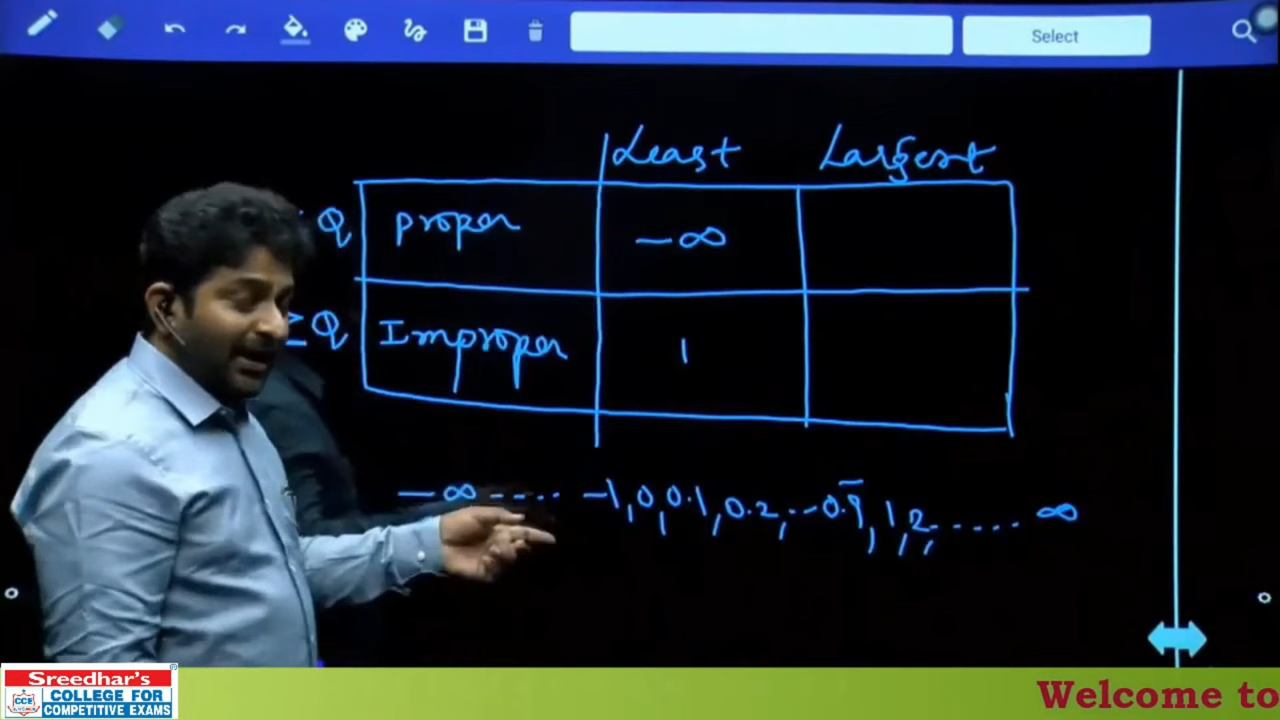 Select
Least Largest
Q proper -∞
≥Q Improper 1
-∞ ---- -1, 0, 0.1, 0.2, -- 0.9̅, 1, 2, ----- ∞
Sreedhar's
CCE
COLLEGE FOR
COMPETITIVE EXAMS
Welcome to